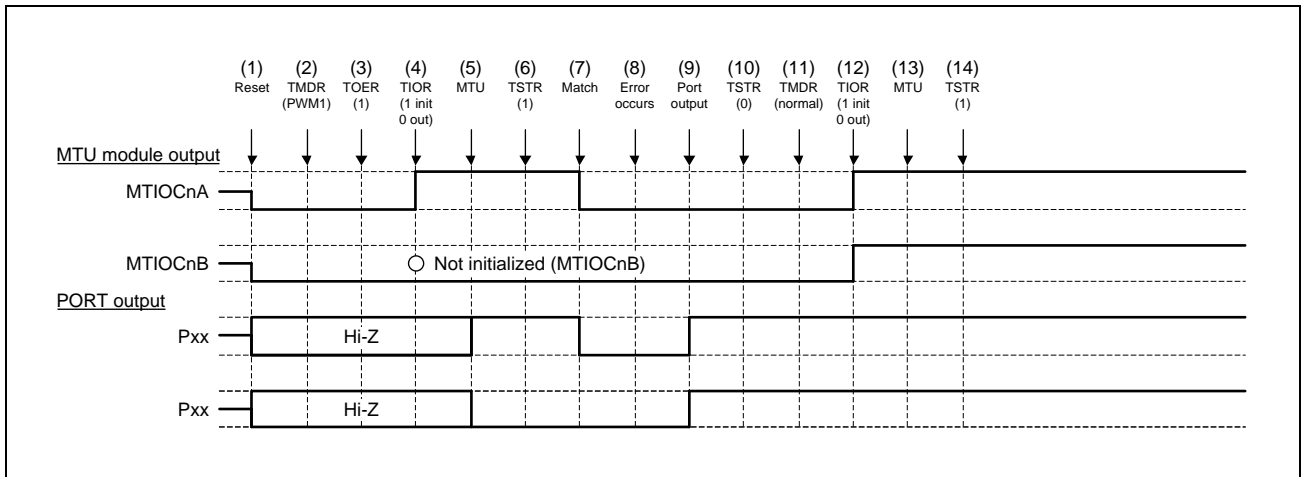 (1) (2) (3) (4) (5) (6) (7) (8) (9) (10) (11) (12) (13) (14)
Reset TMDR TOER TIOR MTU TSTR Match Error Port TSTR TMDR TIOR MTU TSTR
(PWM1) (1) (1 init (1) occurs output (0) (normal) (1 init (1)
0 out) 0 out)
MTU module output
MTIOCnA
MTIOCnB Not initialized (MTIOCnB)
PORT output
Pxx Hi-Z
Pxx Hi-Z